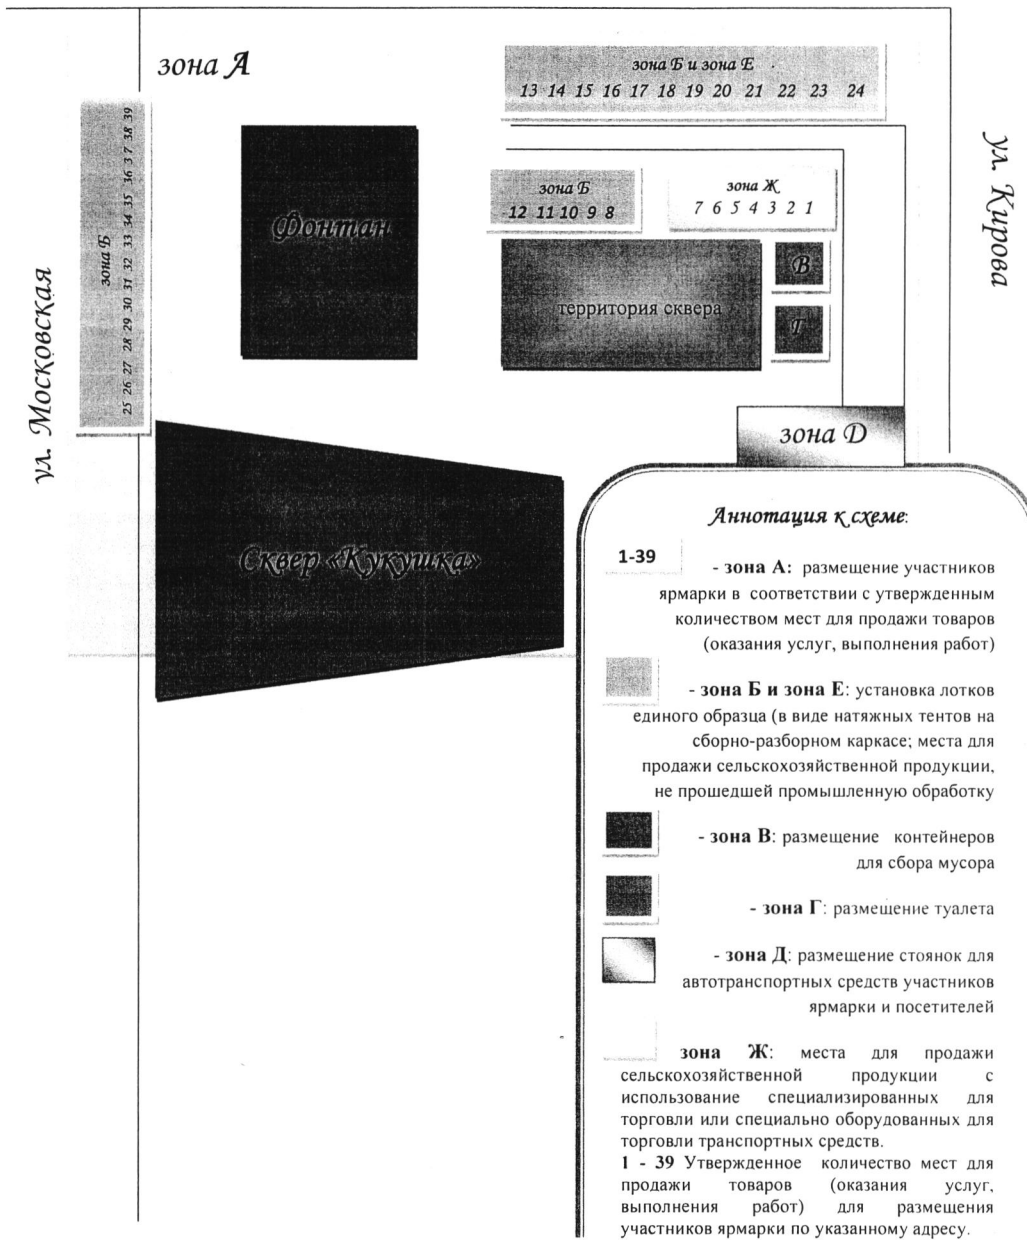 зона А
зона Б и зона Е
13 14 15 16 17 18 19 20 21 22 23 24
ул. Кирова
зона Б
12 11 10 9 8
зона Ж
7 6 5 4 3 2 1
Фонтан
В
территория сквера
Г
ул. Московская
зона Б
25 26 27 28 29 30 31 32 33 34 35 36 3 7 38 39
зона D
Сквер «Кукушка»
Аннотация к схеме:
1-39
- зона А: размещение участников
ярмарки в соответствии с утвержденным
количеством мест для продажи товаров
(оказания услуг, выполнения работ)
- зона Б и зона Е: установка лотков
единого образца (в виде натяжных тентов на
сборно-разборном каркасе; места для
продажи сельскохозяйственной продукции,
не прошедшей промышленную обработку
- зона В: размещение контейнеров
для сбора мусора
- зона Г: размещение туалета
- зона Д: размещение стоянок для
автотранспортных средств участников
ярмарки и посетителей
зона Ж: места для продажи
сельскохозяйственной продукции с
использование специализированных для
торговли или специально оборудованных для
торговли транспортных средств.
1 - 39 Утвержденное количество мест для
продажи товаров (оказания услуг,
выполнения работ) для размещения
участников ярмарки по указанному адресу.